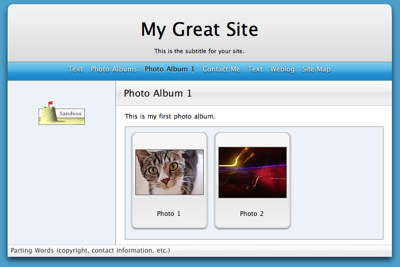 My Great Site
This is the subtitle for your site.
Text Photo Albums Photo Album 1 Contact Me Text Weblog Site Map
Photo Album 1
Sandvox
This is my first photo album.
Photo 1 Photo 2
Parting Words (copyright, contact information, etc.)